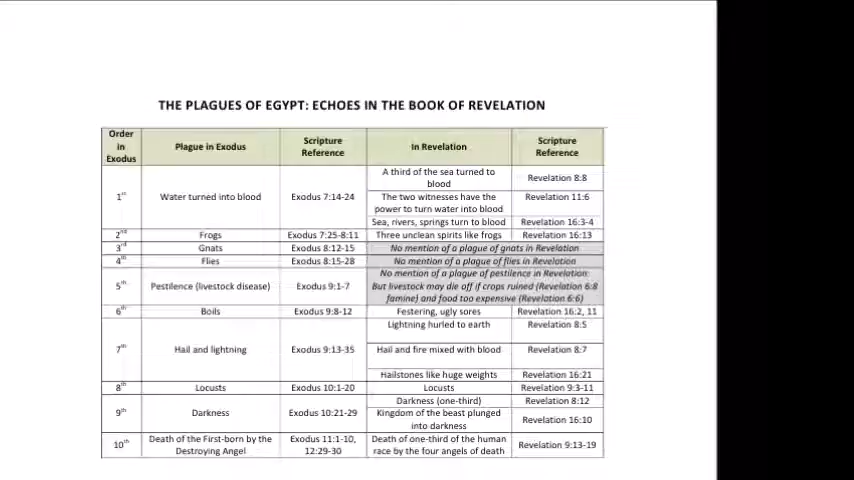 THE PLAGUES OF EGYPT: ECHOES IN THE BOOK OF REVELATION
Order in Exodus Plague in Exodus Scripture Reference In Revelation Scripture Reference
1st Water turned into blood Exodus 7:14-24 A third of the sea turned to blood Revelation 8:8
The two witnesses have the power to turn water into blood Revelation 11:6
Sea, rivers, springs turn to blood Revelation 16:3-4
2nd Frogs Exodus 7:25-8:11 Three unclean spirits like frogs Revelation 16:13
3rd Gnats Exodus 8:12-15 No mention of a plague of gnats in Revelation
4th Flies Exodus 8:15-28 No mention of a plague of flies in Revelation
5th Pestilence (livestock disease) Exodus 9:1-7 No mention of a plague of pestilence in Revelation: But livestock may die off if crops ruined (Revelation 6:8 famine) and food too expensive (Revelation 6:6)
6th Boils Exodus 9:8-12 Festering, ugly sores Revelation 16:2, 11
7th Hail and lightning Exodus 9:13-35 Lightning hurled to earth Revelation 8:5
Hail and fire mixed with blood Revelation 8:7
Hailstones like huge weights Revelation 16:21
8th Locusts Exodus 10:1-20 Locusts Revelation 9:3-11
9th Darkness Exodus 10:21-29 Darkness (one-third) Revelation 8:12
Kingdom of the beast plunged into darkness Revelation 16:10
10th Death of the First-born by the Destroying Angel Exodus 11:1-10, 12:29-30 Death of one-third of the human race by the four angels of death Revelation 9:13-19